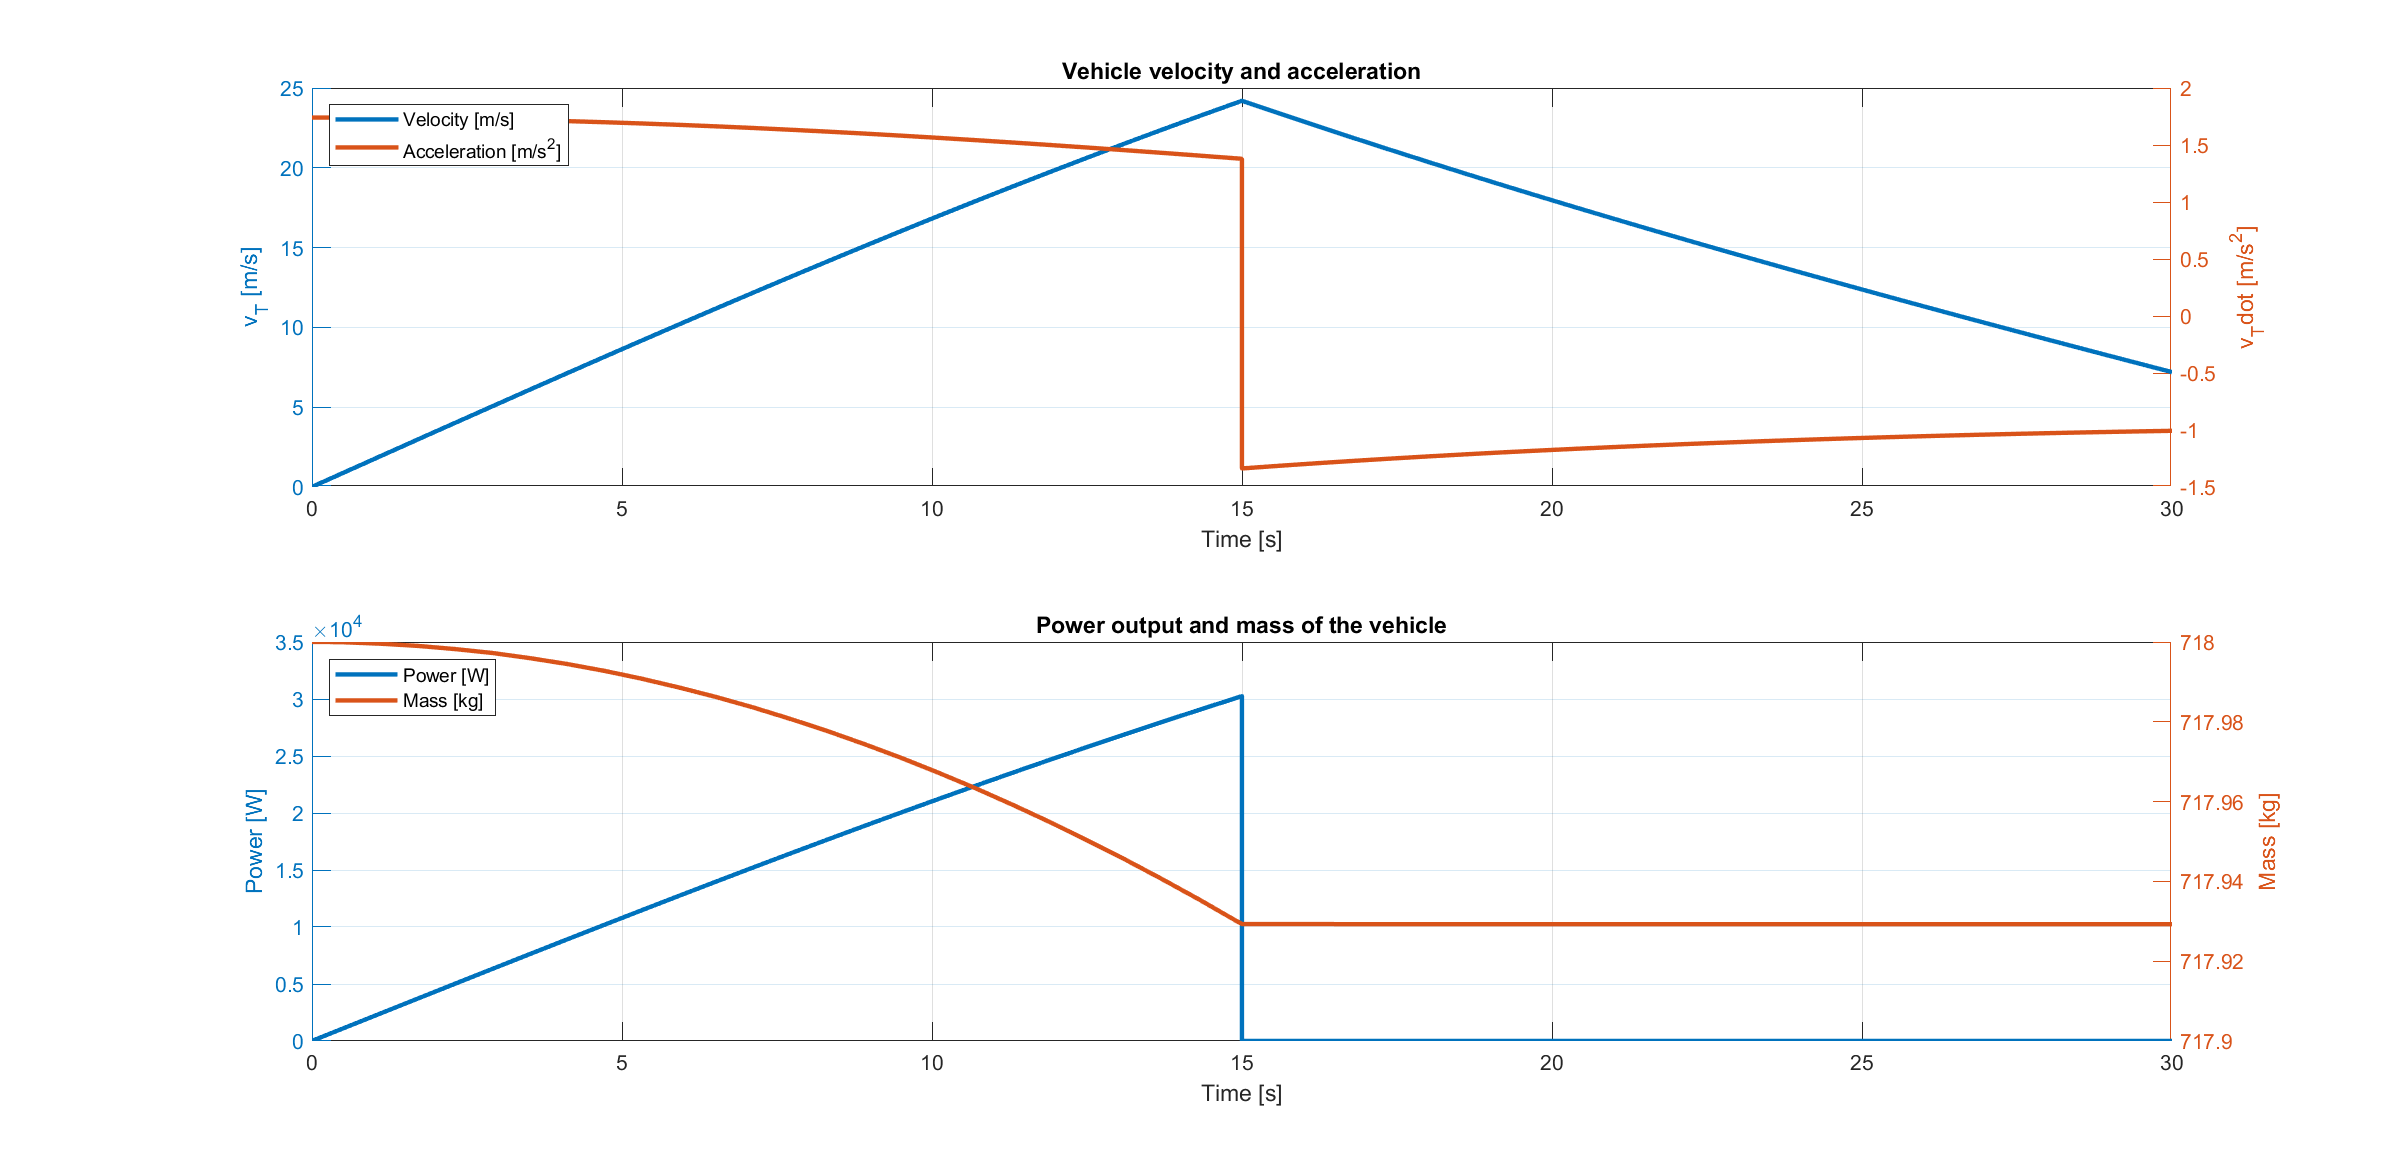 Vehicle velocity and acceleration
25
20
15
10
5
0
v_T [m/s]
Velocity [m/s]
Acceleration [m/s^2]
2
1.5
1
0.5
0
-0.5
-1
-1.5
v_T dot [m/s^2]
0 5 10 15 20 25 30
Time [s]
Power output and mass of the vehicle
×10^4
3.5
3
2.5
2
1.5
1
0.5
0
Power [W]
Power [W]
Mass [kg]
718
717.98
717.96
717.94
717.92
717.9
Mass [kg]
0 5 10 15 20 25 30
Time [s]